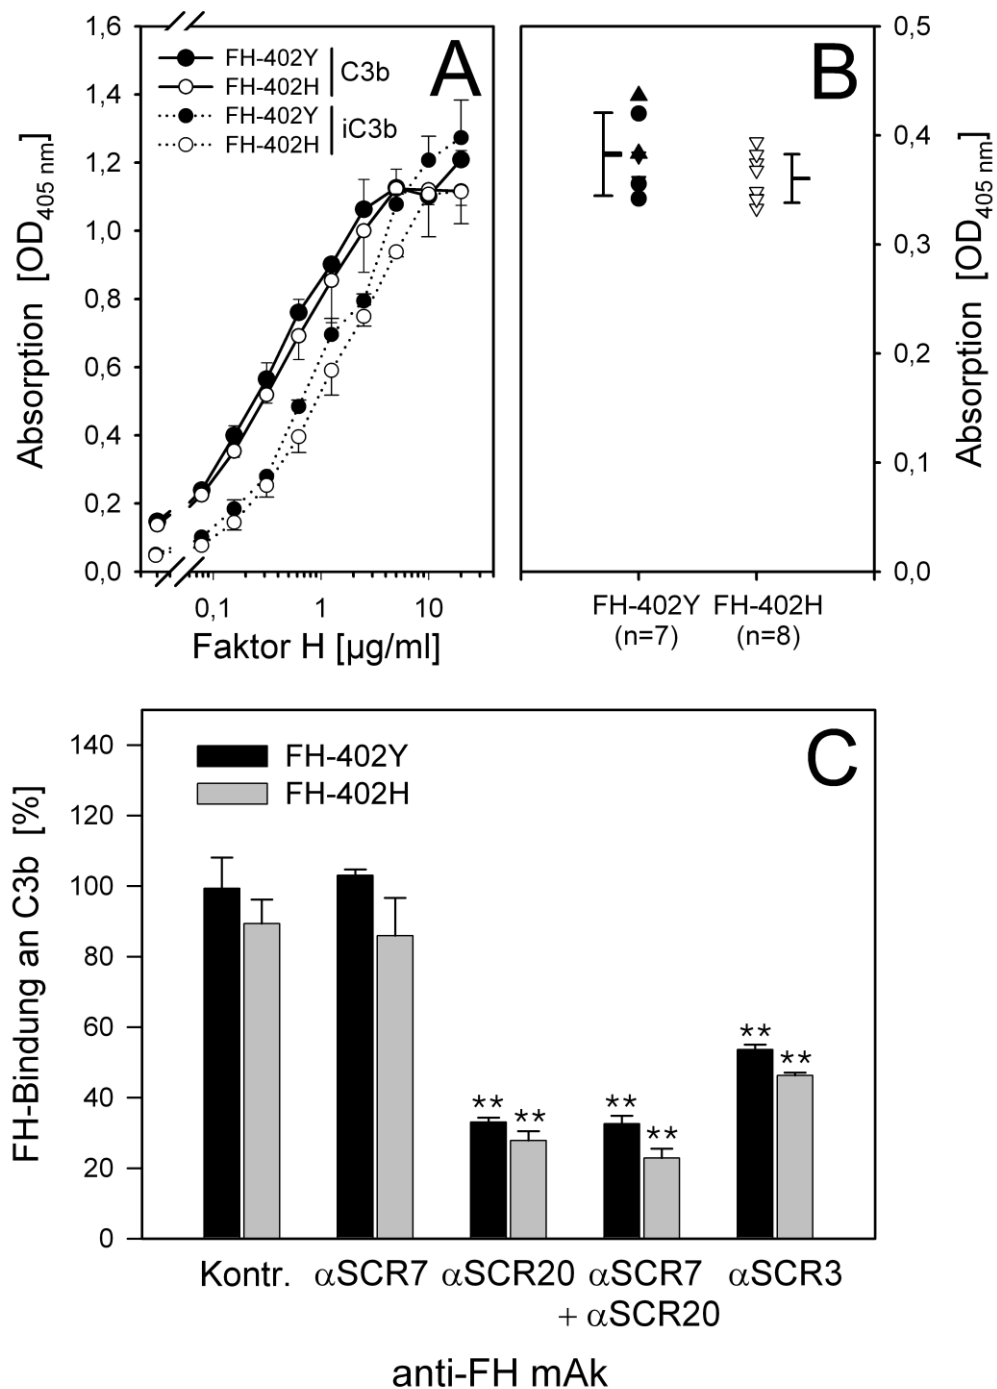 A
FH-402Y
FH-402H
C3b
FH-402Y
FH-402H
iC3b
1,6
1,4
1,2
1,0
0,8
0,6
0,4
0,2
0,0
Absorption [OD405 nm]
0,1 1 10
Faktor H [µg/ml]
B
0,5
0,4
0,3
0,2
0,1
0,0
Absorption [OD405 nm]
FH-402Y FH-402H
(n=7) (n=8)
C
FH-402Y
FH-402H
140
120
100
80
60
40
20
0
FH-Bindung an C3b [%]
** ** ** ** ** **
Kontr. αSCR7 αSCR20 αSCR7 αSCR3
+ αSCR20
anti-FH mAk